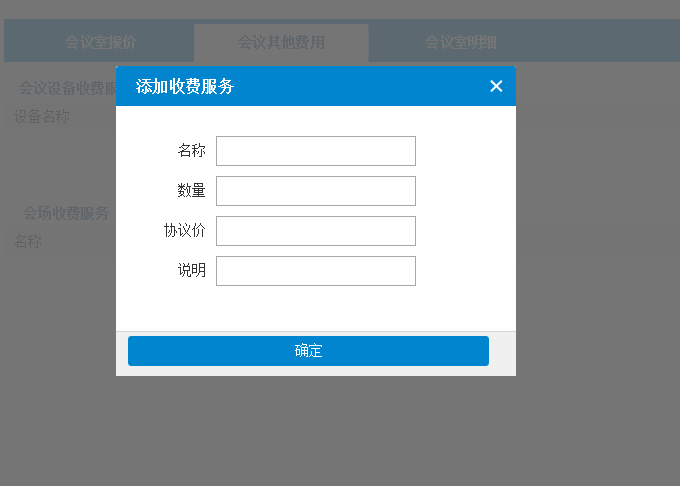 会议室报价 会议其他费用 会议室明细
会议设备收费服
设备名称
会场收费服务
名称
添加收费服务
名称
数量
协议价
说明
确定